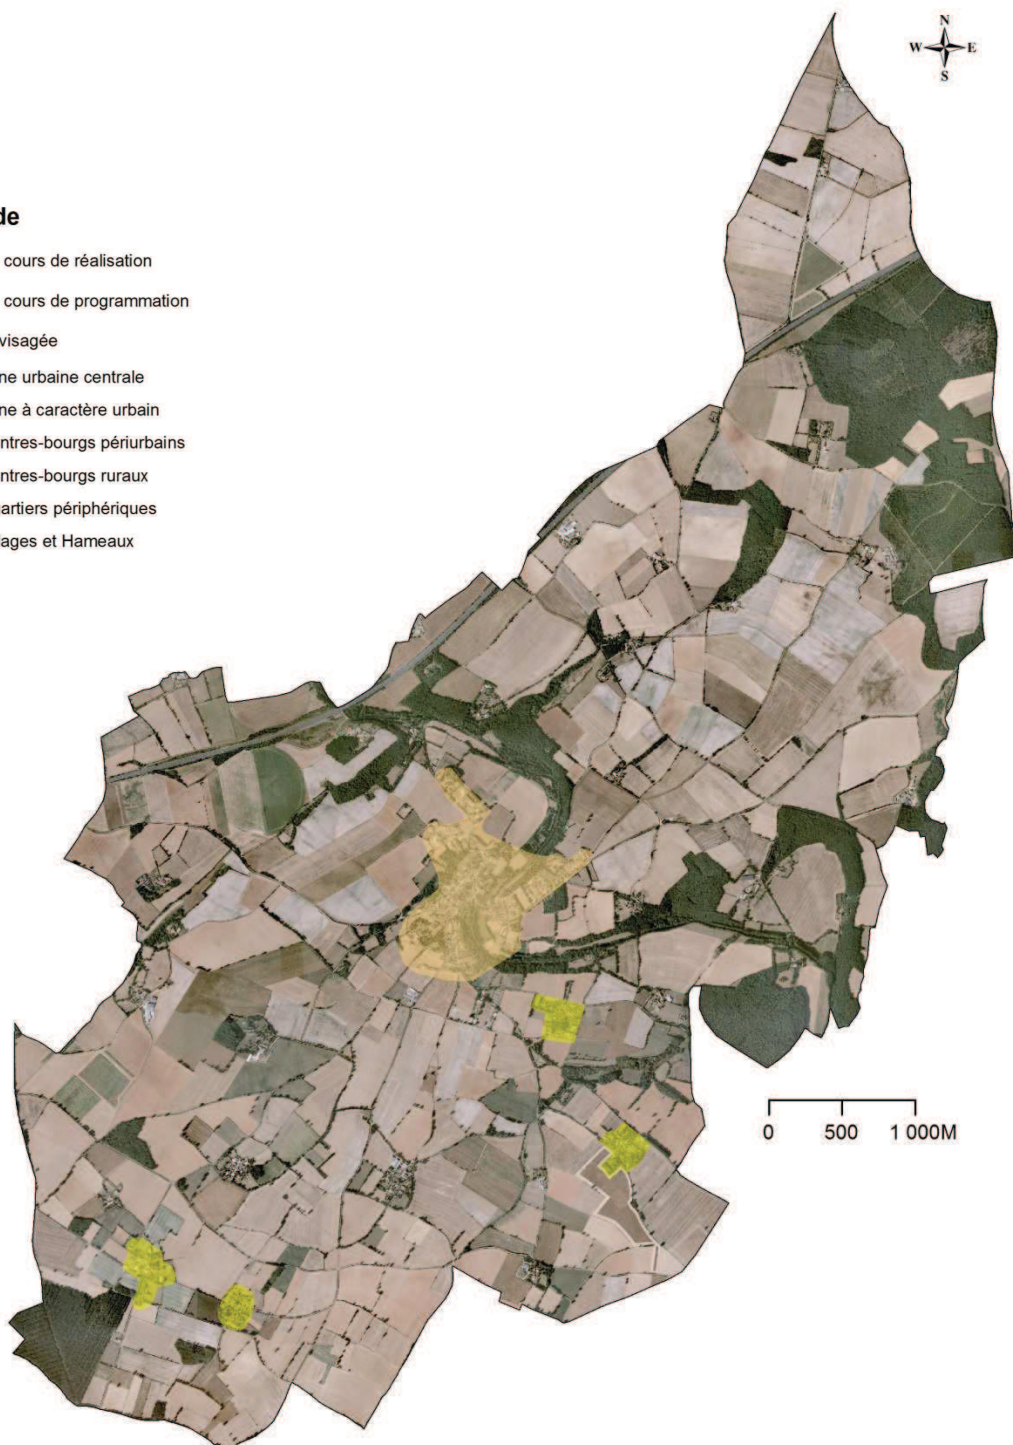 N
W E
S
de
cours de réalisation
cours de programmation
visagée
ne urbaine centrale
ne à caractère urbain
ntres-bourgs périurbains
ntres-bourgs ruraux
artiers périphériques
lages et Hameaux
0 500 1 000M